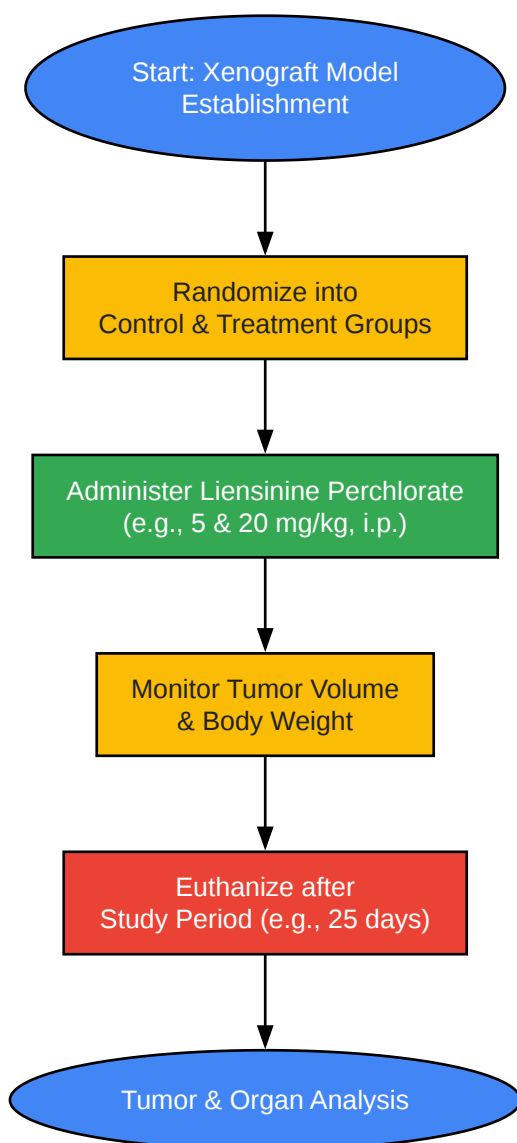 Start: Xenograft Model
Establishment
Randomize into
Control & Treatment Groups
Administer Liensinine Perchlorate
(e.g., 5 & 20 mg/kg, i.p.)
Monitor Tumor Volume
& Body Weight
Euthanize after
Study Period (e.g., 25 days)
Tumor & Organ Analysis